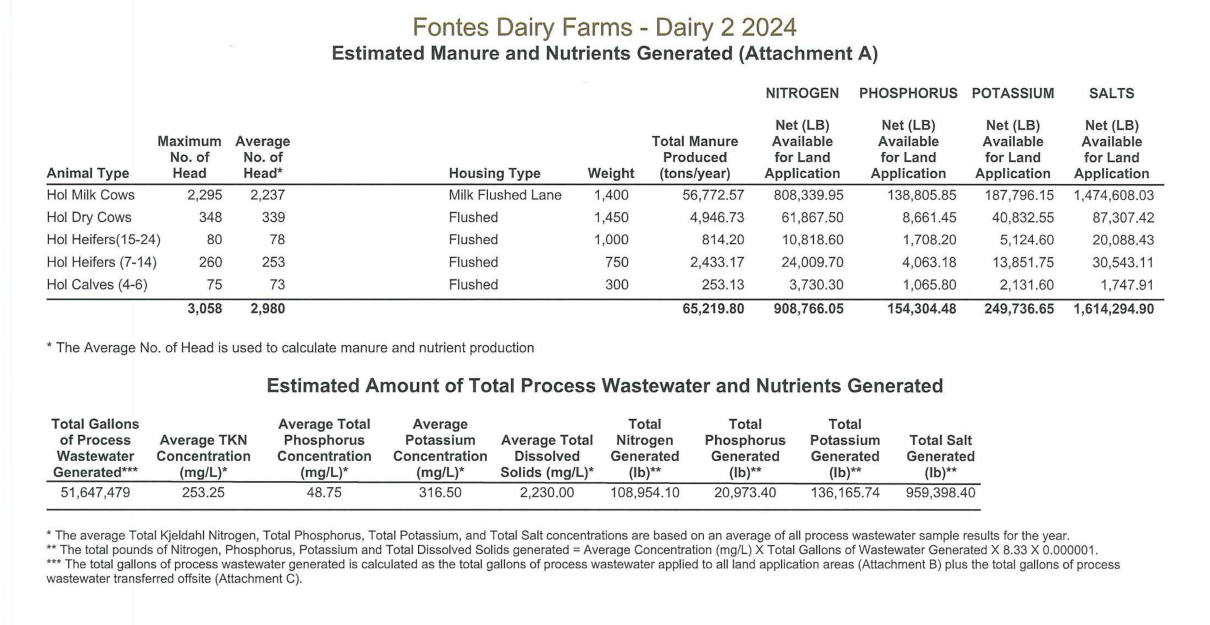 Fontes Dairy Farms - Dairy 2 2024
Estimated Manure and Nutrients Generated (Attachment A)
NITROGEN PHOSPHORUS POTASSIUM SALTS
Animal Type Maximum No. of Head Average No. of Head* Housing Type Weight Total Manure Produced (tons/year) Net (LB) Available for Land Application Net (LB) Available for Land Application Net (LB) Available for Land Application Net (LB) Available for Land Application
Hol Milk Cows 2,295 2,237 Milk Flushed Lane 1,400 56,772.57 808,339.95 138,805.85 187,796.15 1,474,608.03
Hol Dry Cows 348 339 Flushed 1,450 4,946.73 61,867.50 8,661.45 40,832.55 87,307.42
Hol Heifers(15-24) 80 78 Flushed 1,000 814.20 10,818.60 1,708.20 5,124.60 20,088.43
Hol Heifers (7-14) 260 253 Flushed 750 2,433.17 24,009.70 4,063.18 13,851.75 30,543.11
Hol Calves (4-6) 75 73 Flushed 300 253.13 3,730.30 1,065.80 2,131.60 1,747.91
3,058 2,980 65,219.80 908,766.05 154,304.48 249,736.65 1,614,294.90
* The Average No. of Head is used to calculate manure and nutrient production
Estimated Amount of Total Process Wastewater and Nutrients Generated
Total Gallons of Process Wastewater Generated*** Average TKN Concentration (mg/L)* Average Total Phosphorus Concentration (mg/L)* Average Potassium Concentration (mg/L)* Average Total Dissolved Solids (mg/L)* Total Nitrogen Generated (lb)** Total Phosphorus Generated (lb)** Total Potassium Generated (lb)** Total Salt Generated (lb)**
51,647,479 253.25 48.75 316.50 2,230.00 108,954.10 20,973.40 136,165.74 959,398.40
* The average Total Kjeldahl Nitrogen, Total Phosphorus, Total Potassium, and Total Salt concentrations are based on an average of all process wastewater sample results for the year.
** The total pounds of Nitrogen, Phosphorus, Potassium and Total Dissolved Solids generated = Average Concentration (mg/L) X Total Gallons of Wastewater Generated X 8.33 X 0.000001.
*** The total gallons of process wastewater generated is calculated as the total gallons of process wastewater applied to all land application areas (Attachment B) plus the total gallons of process
wastewater transferred offsite (Attachment C).